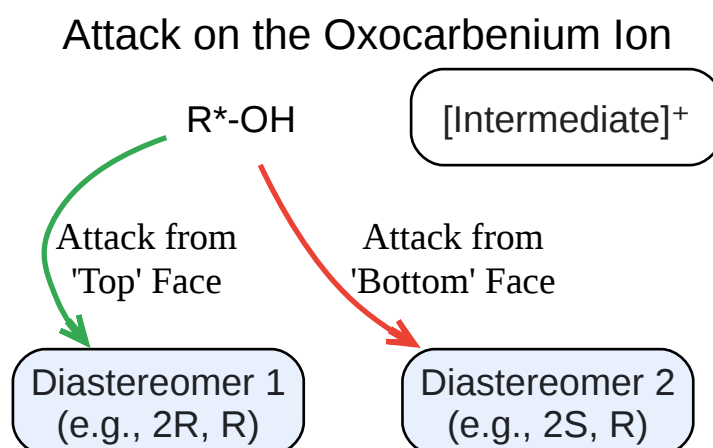 Attack on the Oxocarbenium Ion
R*-OH
[Intermediate]⁺
Attack from
'Top' Face
Attack from
'Bottom' Face
Diastereomer 1
(e.g., 2R, R)
Diastereomer 2
(e.g., 2S, R)